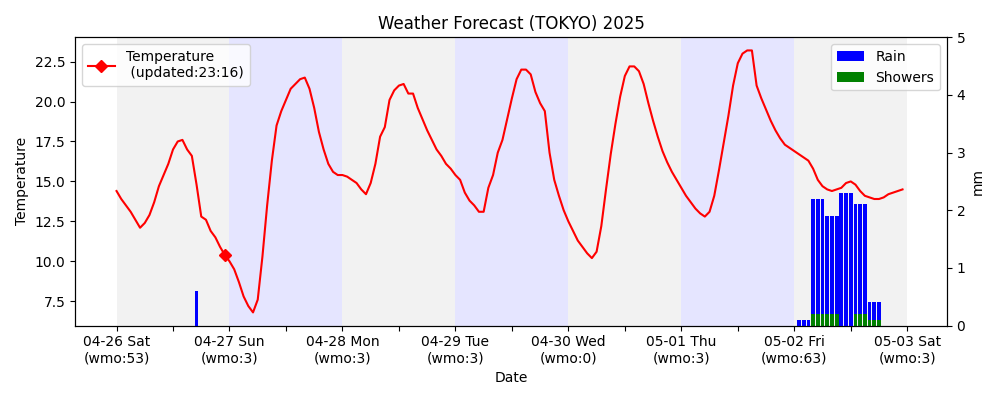 Weather Forecast (TOKYO) 2025
Temperature
(updated:23:16)
Rain
Showers
Temperature
22.5
20.0
17.5
15.0
12.5
10.0
7.5
5
4
3
2
1
0
mm
04-26 Sat
(wmo:53)
04-27 Sun
(wmo:3)
04-28 Mon
(wmo:3)
04-29 Tue
(wmo:3)
04-30 Wed
(wmo:0)
05-01 Thu
(wmo:3)
05-02 Fri
(wmo:63)
05-03 Sat
(wmo:3)
Date